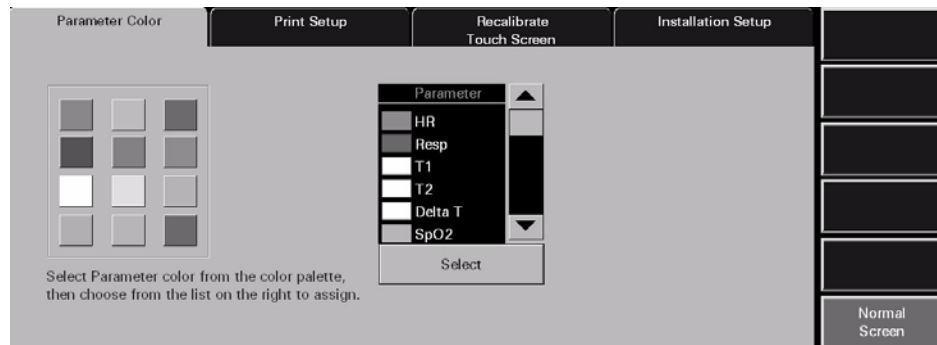 Parameter Color
Print Setup
Recalibrate
Touch Screen
Installation Setup
Parameter
HR
Resp
T1
T2
Delta T
SpO2
Select
Select Parameter color from the color palette,
then choose from the list on the right to assign.
Normal
Screen